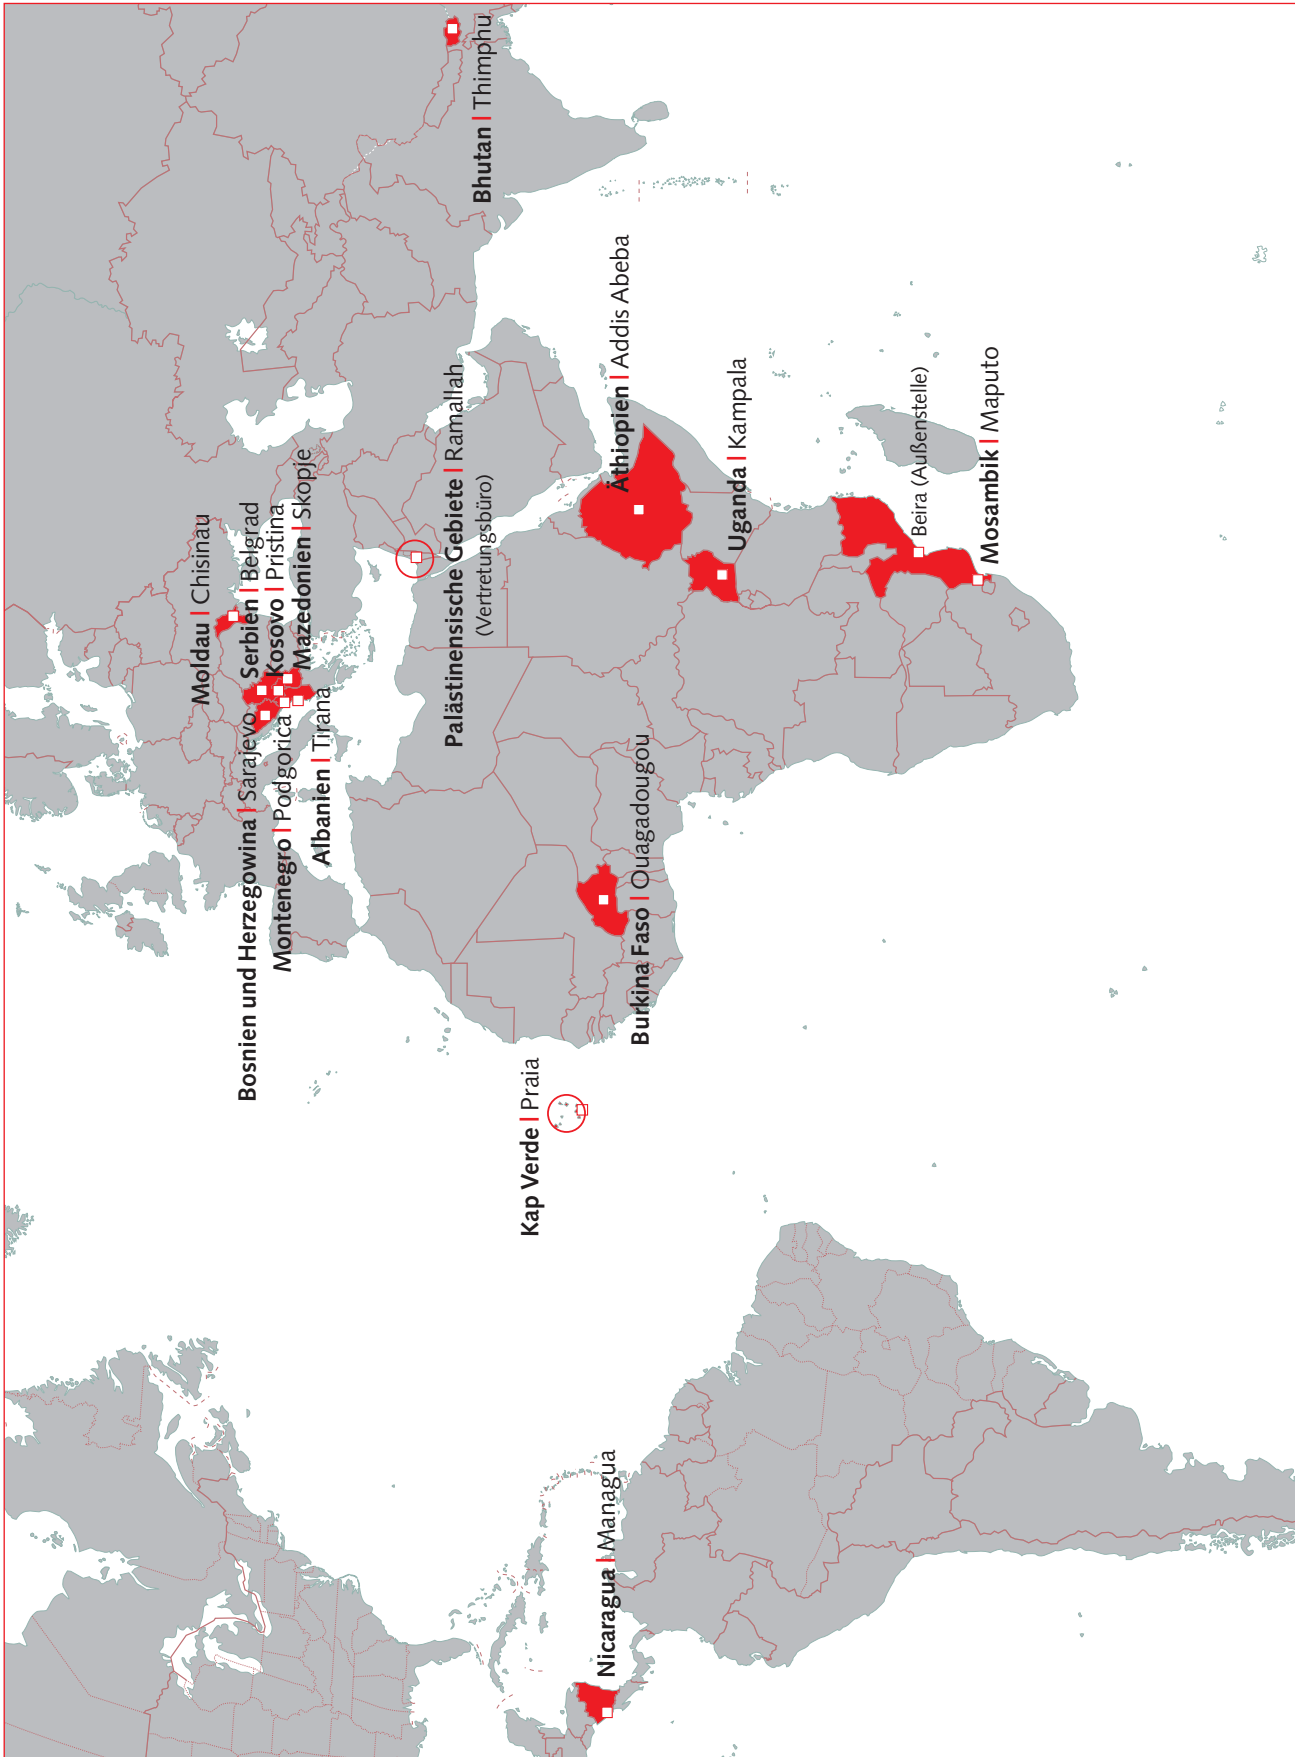 Moldau | Chisinau
Serbien | Belgrad
Kosovo | Pristina
Mazedonien | Skopje
Bosnien und Herzegowina | Sarajevo
Montenegro | Podgorica
Albanien | Tirana
Palästinensische Gebiete | Ramallah
(Vertretungsbüro)
Bhutan | Thimphu
Kap Verde | Praia
Burkina Faso | Ouagadougou
Äthiopien | Addis Abeba
Uganda | Kampala
Nicaragua | Managua
Beira (Außenstelle)
Mosambik | Maputo